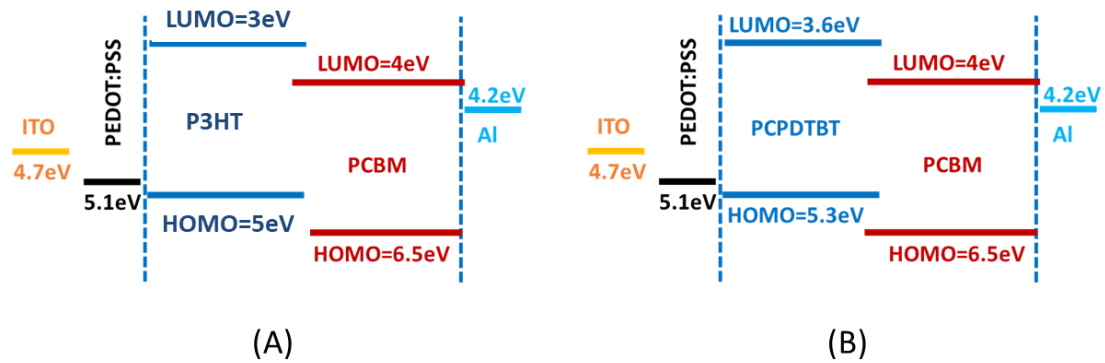 LUMO=3eV
PEDOT:PSS
LUMO=4eV
4.2eV
ITO
P3HT
Al
4.7eV
PCBM
5.1eV
HOMO=5eV
HOMO=6.5eV
(A)
LUMO=3.6eV
PEDOT:PSS
LUMO=4eV
4.2eV
ITO
PCPDTBT
Al
4.7eV
PCBM
5.1eV
HOMO=5.3eV
HOMO=6.5eV
(B)